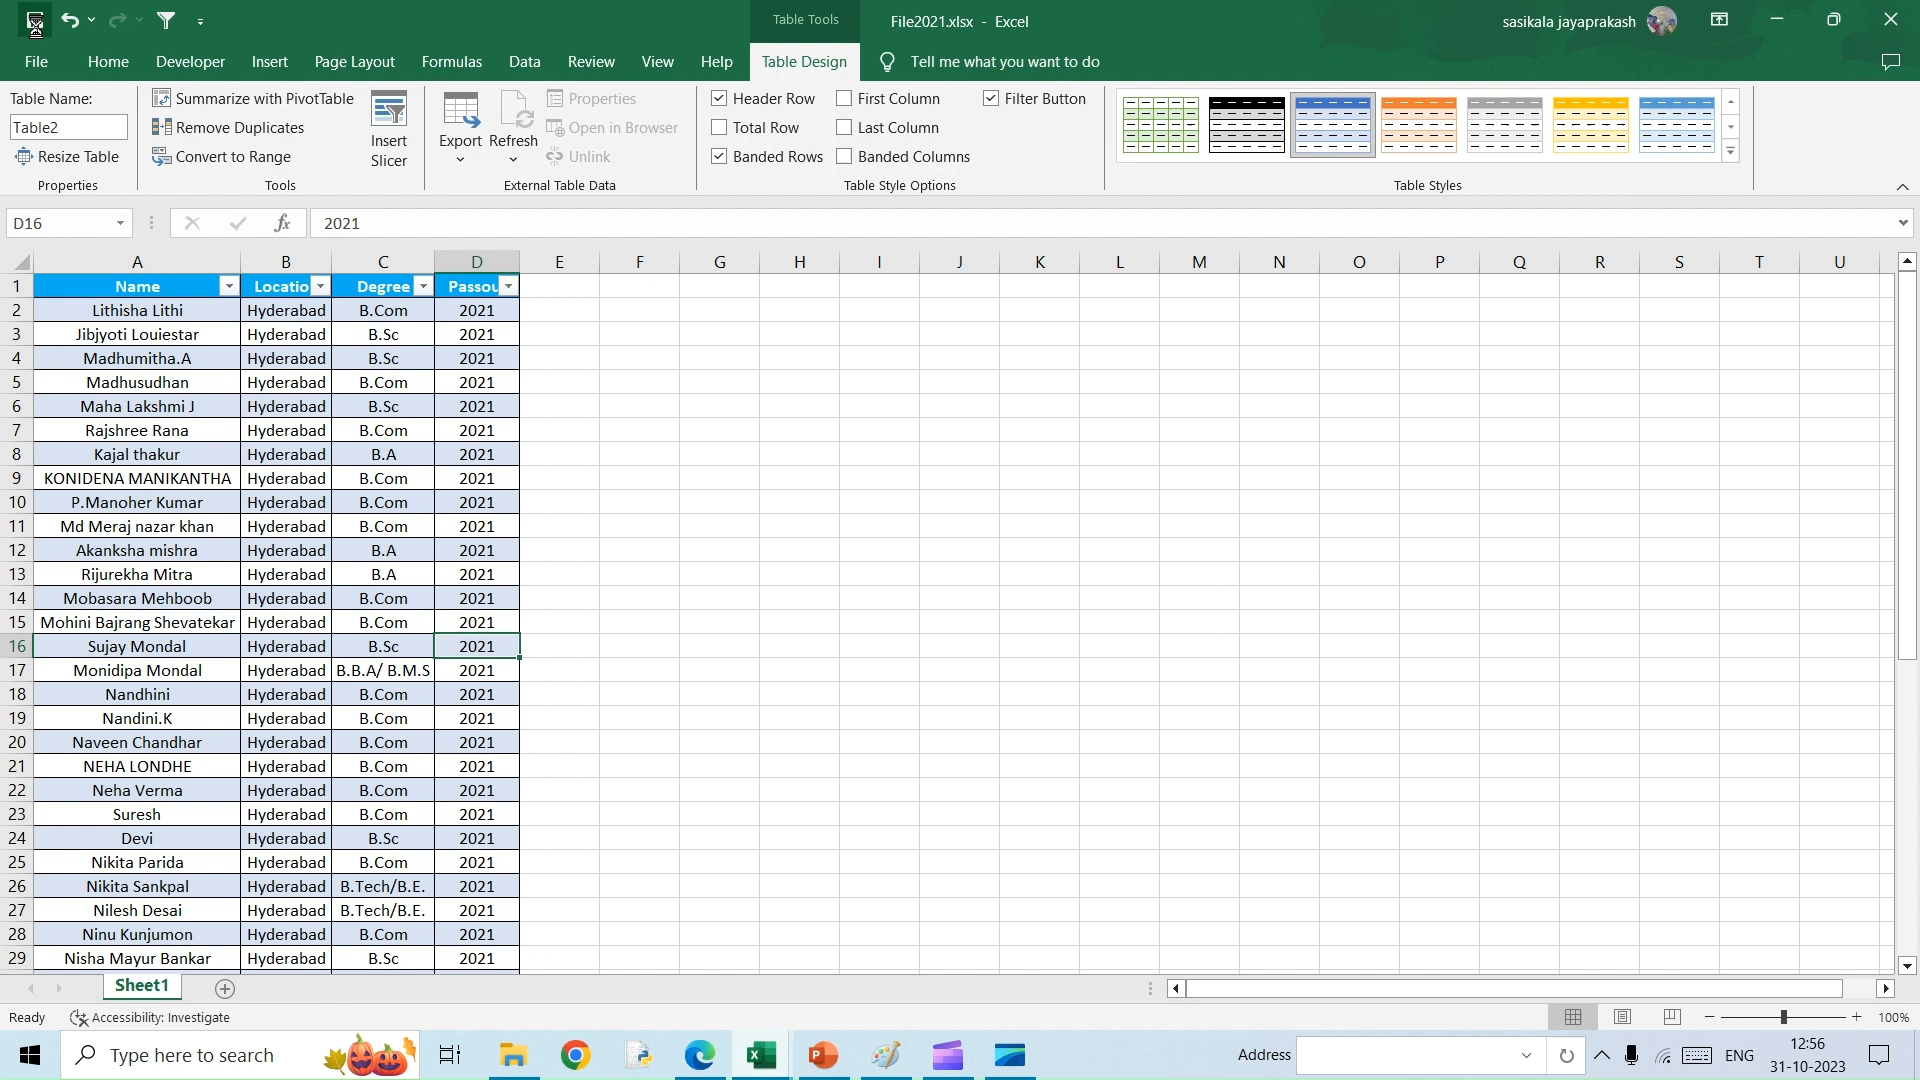 File2021.xlsx - Excel
Table Tools
sasikala jayaprakash
File Home Developer Insert Page Layout Formulas Data Review View Help Table Design Tell me what you want to do
Table Name:
Table2
Resize Table
Properties
Summarize with PivotTable
Remove Duplicates
Convert to Range
Insert
Slicer
Tools
Export
Refresh
Properties
Open in Browser
Unlink
External Table Data
Header Row
Total Row
Banded Rows
First Column
Last Column
Banded Columns
Filter Button
Table Style Options
Table Styles
D16 fx 2021
A B C D E F G H I J K L M N O P Q R S T U
1 Name Locatio Degree Passou
2 Lithisha Lithi Hyderabad B.Com 2021
3 Jibjyoti Louiestar Hyderabad B.Sc 2021
4 Madhumitha.A Hyderabad B.Sc 2021
5 Madhusudhan Hyderabad B.Com 2021
6 Maha Lakshmi J Hyderabad B.Sc 2021
7 Rajshree Rana Hyderabad B.Com 2021
8 Kajal thakur Hyderabad B.A 2021
9 KONIDENA MANIKANTHA Hyderabad B.Com 2021
10 P.Manoher Kumar Hyderabad B.Com 2021
11 Md Meraj nazar khan Hyderabad B.Com 2021
12 Akanksha mishra Hyderabad B.A 2021
13 Rijurekha Mitra Hyderabad B.A 2021
14 Mobasara Mehboob Hyderabad B.Com 2021
15 Mohini Bajrang Shevatekar Hyderabad B.Com 2021
16 Sujay Mondal Hyderabad B.Sc 2021
17 Monidipa Mondal Hyderabad B.B.A/ B.M.S 2021
18 Nandhini Hyderabad B.Com 2021
19 Nandini.K Hyderabad B.Com 2021
20 Naveen Chandhar Hyderabad B.Com 2021
21 NEHA LONDHE Hyderabad B.Com 2021
22 Neha Verma Hyderabad B.Com 2021
23 Suresh Hyderabad B.Com 2021
24 Devi Hyderabad B.Sc 2021
25 Nikita Parida Hyderabad B.Com 2021
26 Nikita Sankpal Hyderabad B.Tech/B.E. 2021
27 Nilesh Desai Hyderabad B.Tech/B.E. 2021
28 Ninu Kunjumon Hyderabad B.Com 2021
29 Nisha Mayur Bankar Hyderabad B.Sc 2021
Sheet1
Ready Accessibility: Investigate 100%
Type here to search Address ENG
12:56
31-10-2023